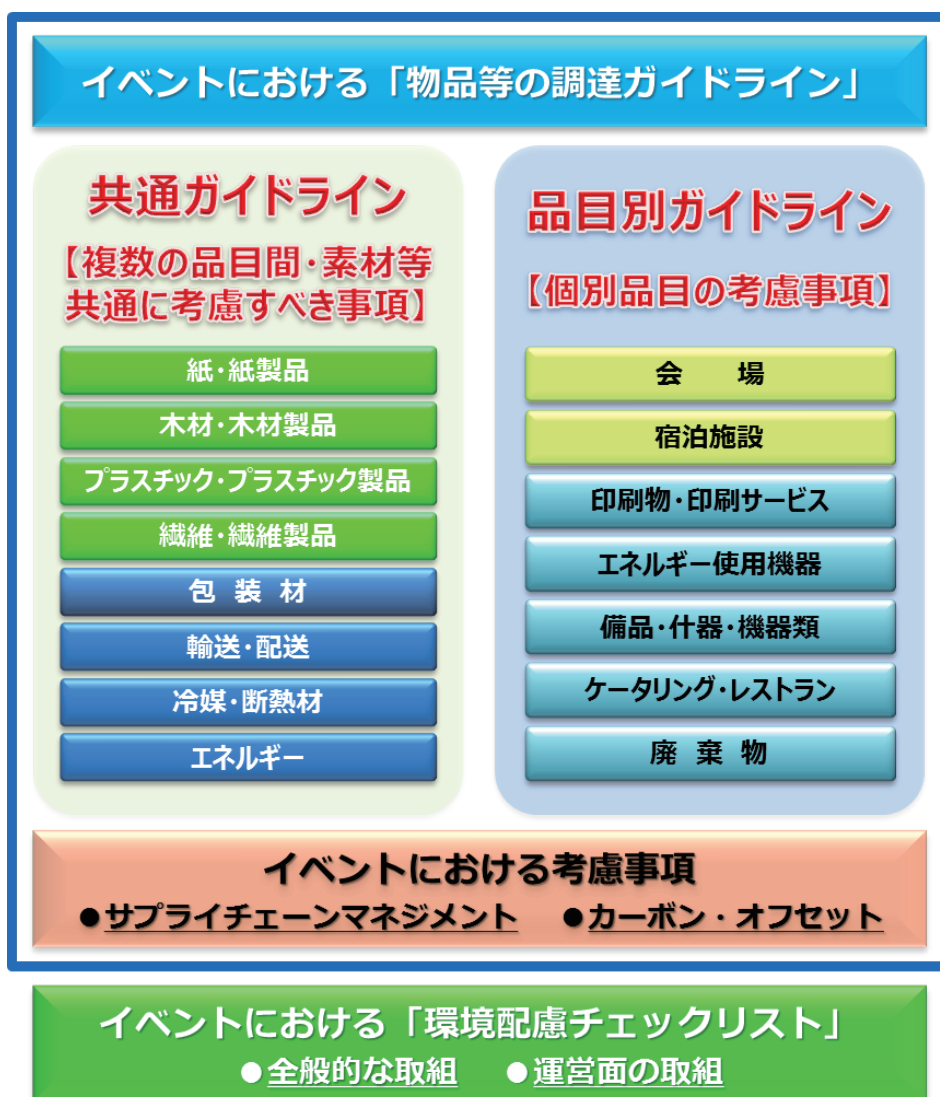 イベントにおける「物品等の調達ガイドライン」
共通ガイドライン
【複数の品目間・素材等
共通に考慮すべき事項】
紙・紙製品
木材・木材製品
プラスチック・プラスチック製品
繊維・繊維製品
包 装 材
輸送・配送
冷媒・断熱材
エネルギー
品目別ガイドライン
【個別品目の考慮事項】
会　　場
宿泊施設
印刷物・印刷サービス
エネルギー使用機器
備品・什器・機器類
ケータリング・レストラン
廃 棄 物
イベントにおける考慮事項
●サプライチェーンマネジメント　●カーボン・オフセット
イベントにおける「環境配慮チェックリスト」
●全般的な取組　●運営面の取組